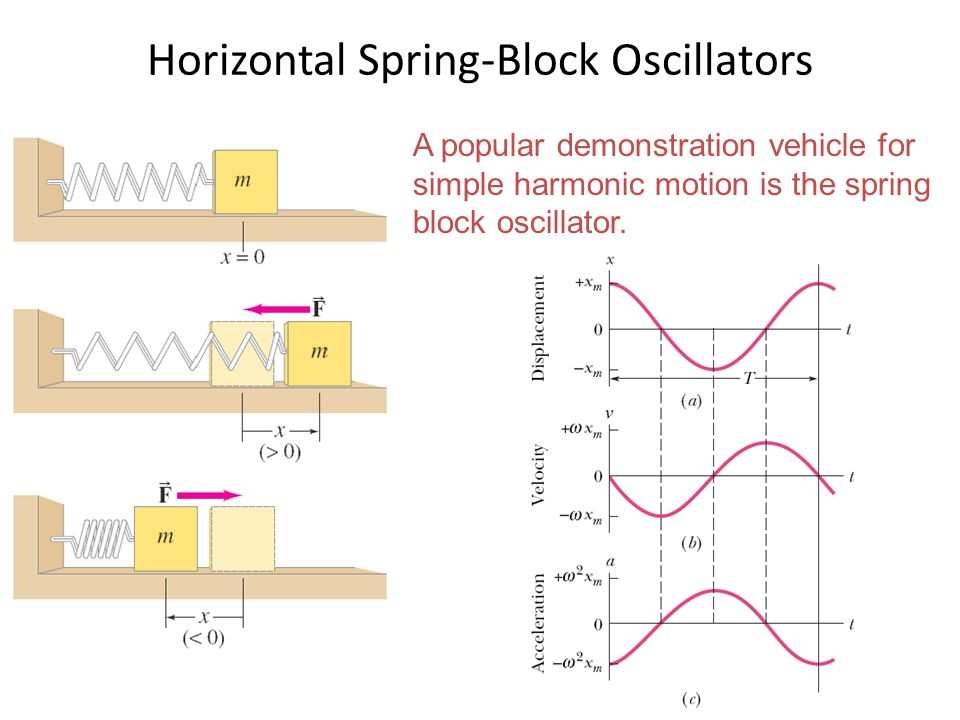 Horizontal Spring-Block Oscillators
A popular demonstration vehicle for
simple harmonic motion is the spring
block oscillator.
m
x = 0
F⃗
m
x
(> 0)
F⃗
m
x
(< 0)
x
Displacement
+xₘ
0
t
−xₘ
T
(a)
v
Velocity
+ωxₘ
0
t
−ωxₘ
(b)
a
Acceleration
+ω²xₘ
0
t
−ω²xₘ
(c)